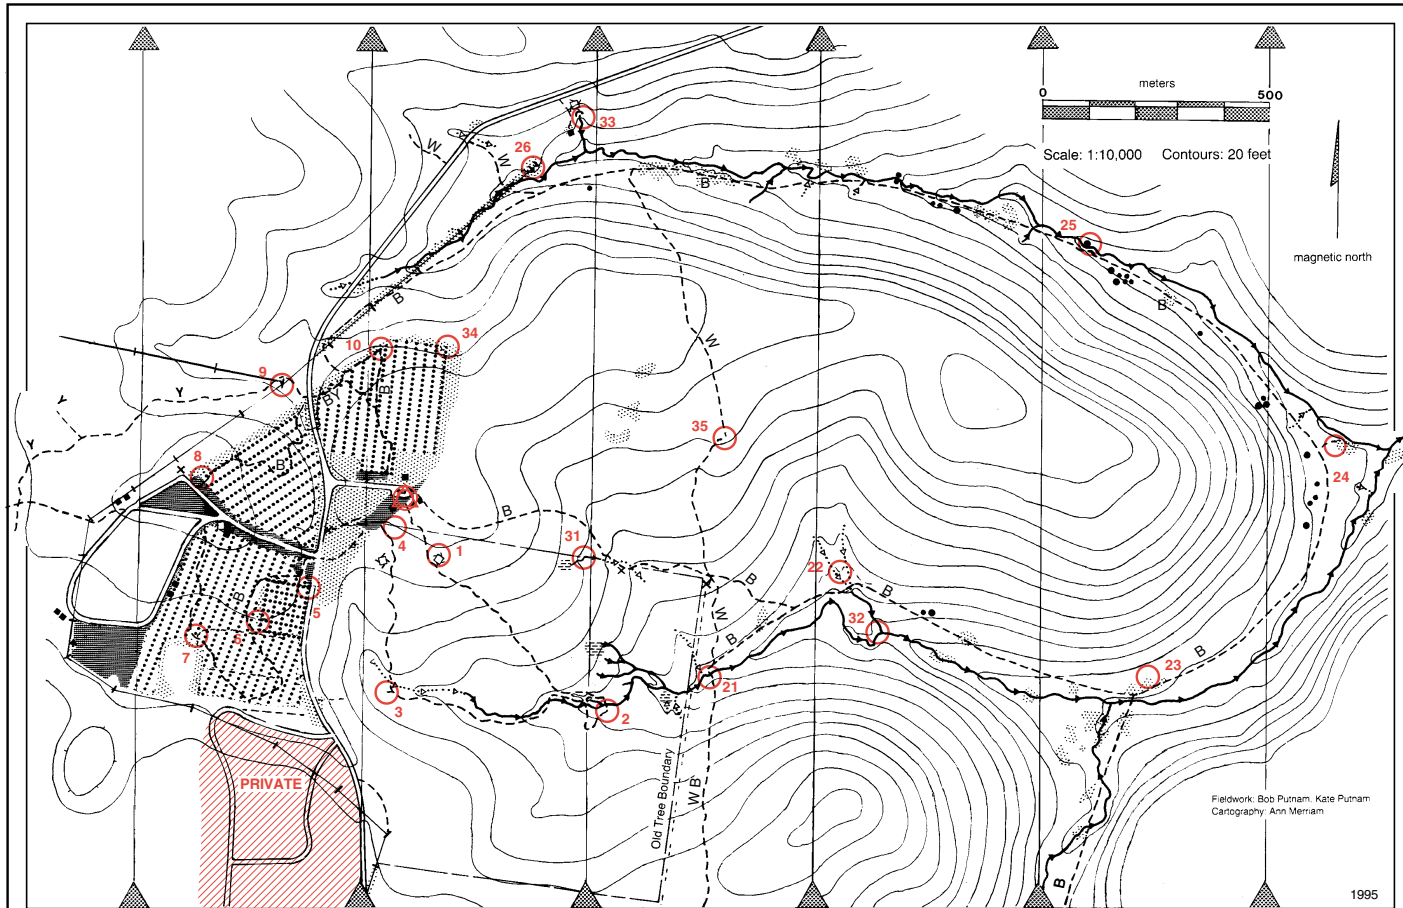 meters
0
500
Scale: 1:10,000 Contours: 20 feet
magnetic north
33
W
W
26
B
25
B
B
B
34
10
W
9
B
B
Y
Y
Y
35
24
8
B
B
4
1
31
B
22
B
B
5
B
6
32
W
B
7
B
23
21
3
2
Old Tree Boundary
W B
PRIVATE
Fieldwork: Bob Putnam, Kate Putnam
Cartography: Ann Merriam
B
1995